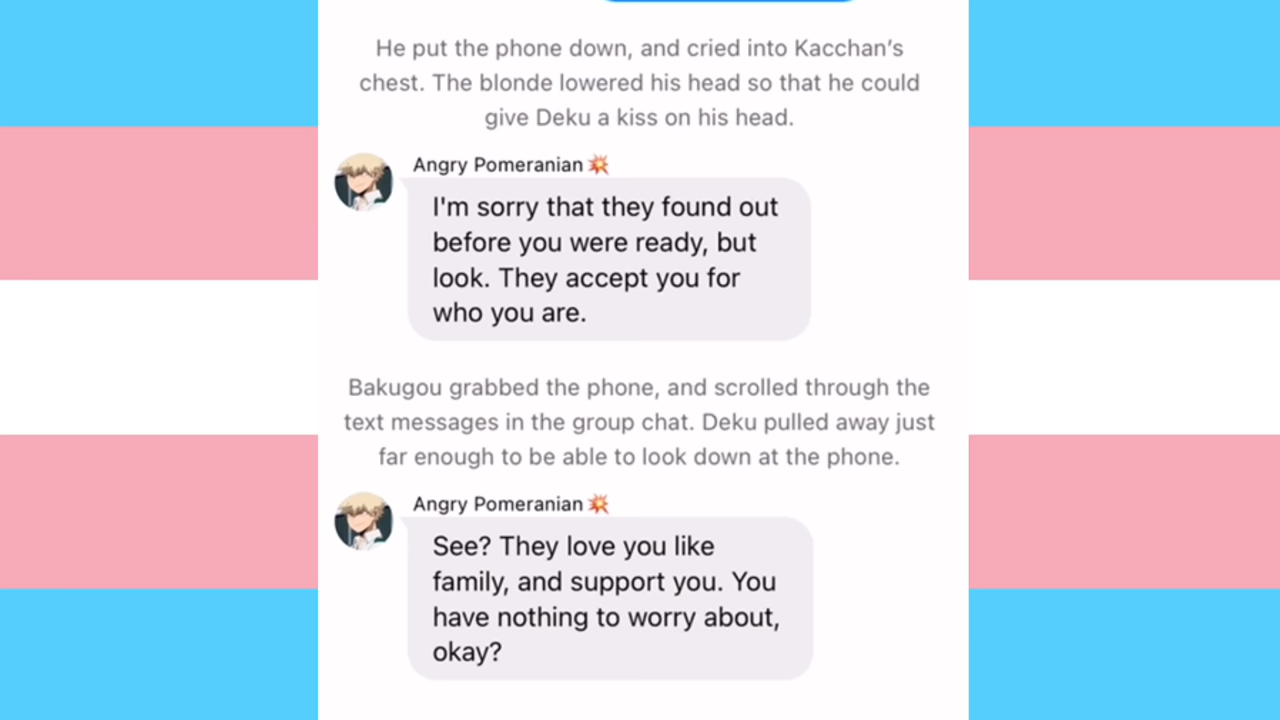 He put the phone down, and cried into Kacchan’s
chest. The blonde lowered his head so that he could
give Deku a kiss on his head.
Angry Pomeranian💥
I'm sorry that they found out
before you were ready, but
look. They accept you for
who you are.
Bakugou grabbed the phone, and scrolled through the
text messages in the group chat. Deku pulled away just
far enough to be able to look down at the phone.
Angry Pomeranian💥
See? They love you like
family, and support you. You
have nothing to worry about,
okay?